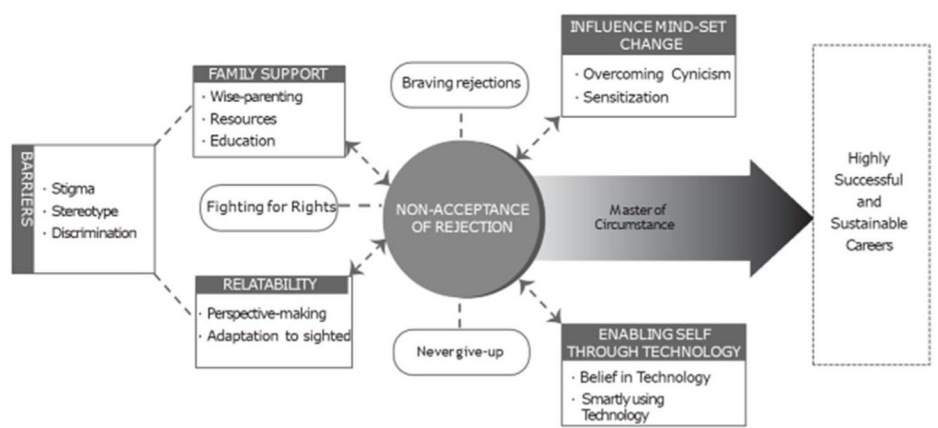 BARRIERS
· Stigma
· Stereotype
· Discrimination
FAMILY SUPPORT
· Wise-parenting
· Resources
· Education
Fighting for Rights
RELATABILITY
· Perspective-making
· Adaptation to sighted
Braving rejections
NON-ACCEPTANCE
OF REJECTION
Never give-up
INFLUENCE MIND-SET
CHANGE
· Overcoming Cynicism
· Sensitization
Master of
Circumstance
ENABLING SELF
THROUGH TECHNOLOGY
· Belief in Technology
· Smartly using
Technology
Highly
Successful
and
Sustainable
Careers